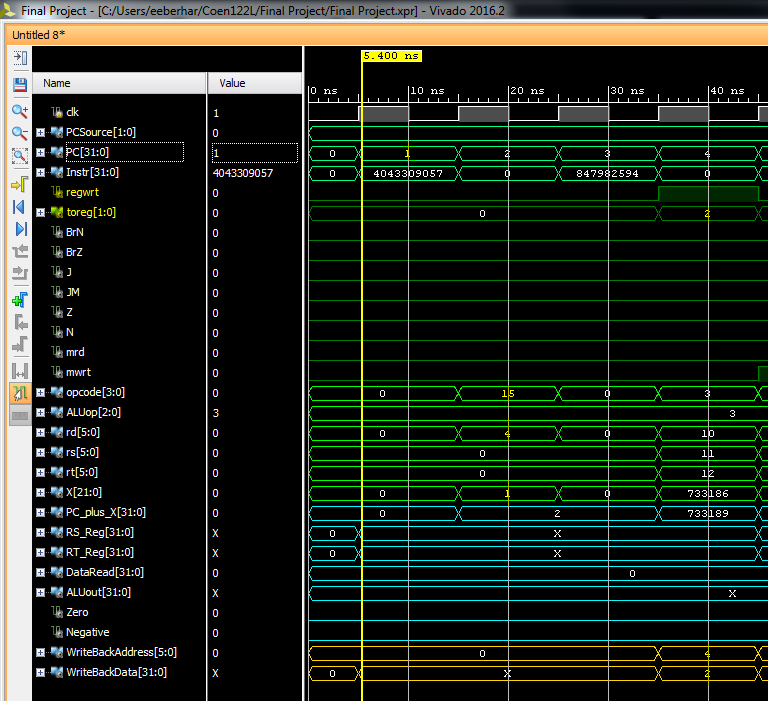 Final Project - [C:/Users/eeberhar/Coen122L/Final Project/Final Project.xpr] - Vivado 2016.2
Untitled 8*
5.400 ns
Name Value 0 ns 10 ns 20 ns 30 ns 40 ns
clk 1
PCSource[1:0] 0
PC[31:0] 1 0 1 2 3 4
Instr[31:0] 4043309057 0 4043309057 0 847982594 0
regwrt 0
toreg[1:0] 0 0 2
BrN 0
BrZ 0
J 0
JM 0
Z 0
N 0
mrd 0
mwrt 0
opcode[3:0] 0 0 15 0 3
ALUop[2:0] 3 3
rd[5:0] 0 0 4 0 10
rs[5:0] 0 0 11
rt[5:0] 0 0 12
X[21:0] 0 0 1 0 733186
PC_plus_X[31:0] 0 0 2 733189
RS_Reg[31:0] X 0 X
RT_Reg[31:0] X 0 X
DataRead[31:0] 0 0
ALUout[31:0] X X
Zero 0
Negative 0
WriteBackAddress[5:0] 0 0 4
WriteBackData[31:0] X 0 X 2